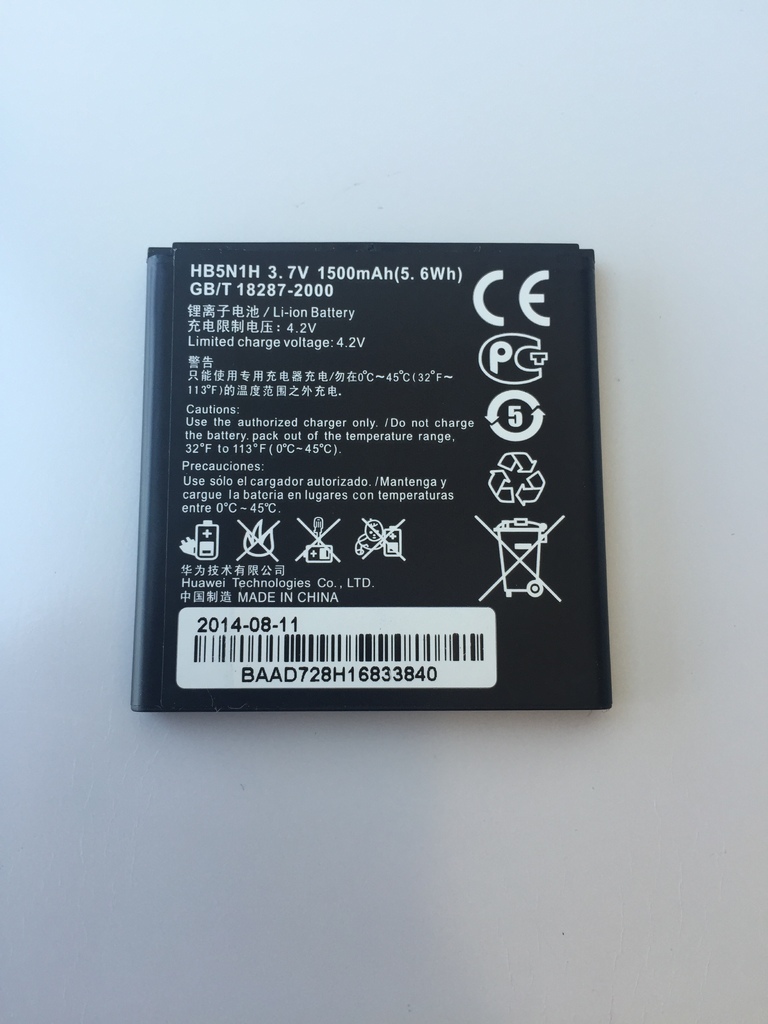 HB5N1H 3.7V 1500mAh(5.6Wh)
GB/T 18287-2000
锂离子电池 / Li-ion Battery
充电限制电压: 4.2V
Limited charge voltage: 4.2V
警告
只能使用专用充电器充电/勿在0°C～45°C(32°F～
113°F)的温度范围之外充电.
Cautions:
Use the authorized charger only. /Do not charge
the battery. pack out of the temperature range,
32°F to 113°F (0°C~45°C).
Precauciones:
Use sólo el cargador autorizado. /Mantenga y
cargue la bateria en lugares con temperaturas
entre 0°C ~ 45°C.
华为技术有限公司
Huawei Technologies Co., LTD.
中国制造 MADE IN CHINA
2014-08-11
BAAD728H16833840
CE
PCT
5